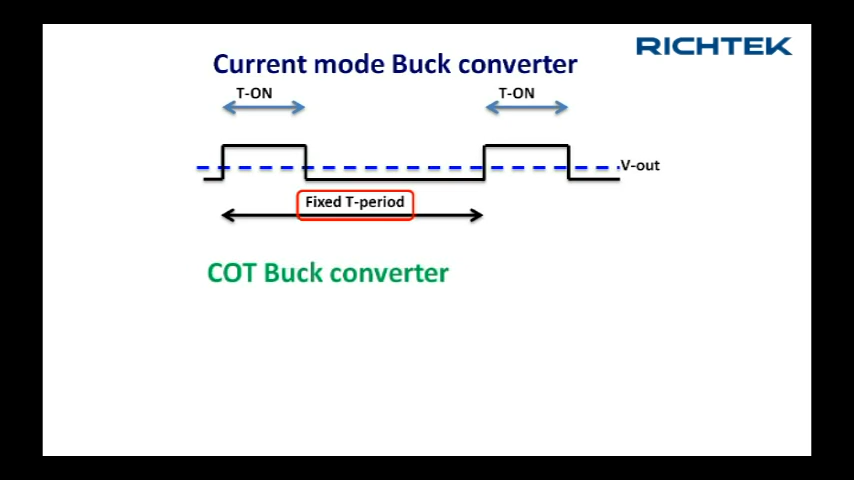 RICHTEK
Current mode Buck converter
T-ON T-ON
V-out
Fixed T-period
COT Buck converter